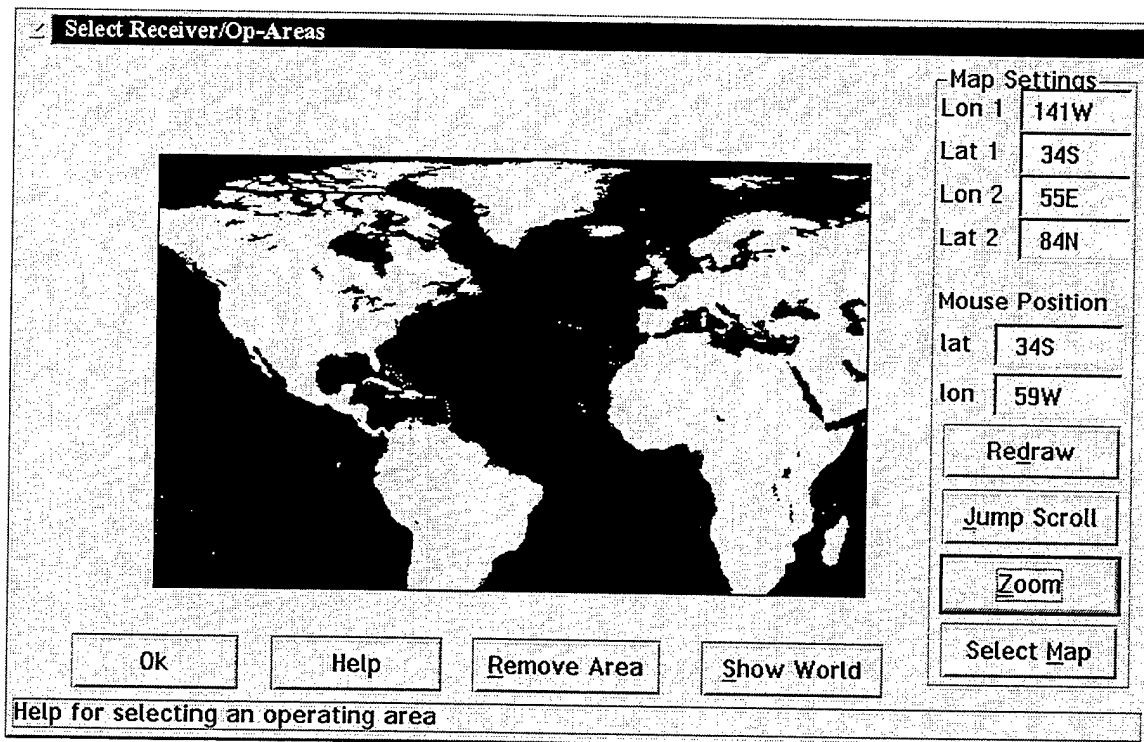 Select Receiver/Op-Areas
Map Settings
Lon 1 141W
Lat 1 34S
Lon 2 55E
Lat 2 84N
Mouse Position
lat 34S
lon 59W
Redraw
Jump Scroll
Zoom
Select Map
Ok Help Remove Area Show World
Help for selecting an operating area